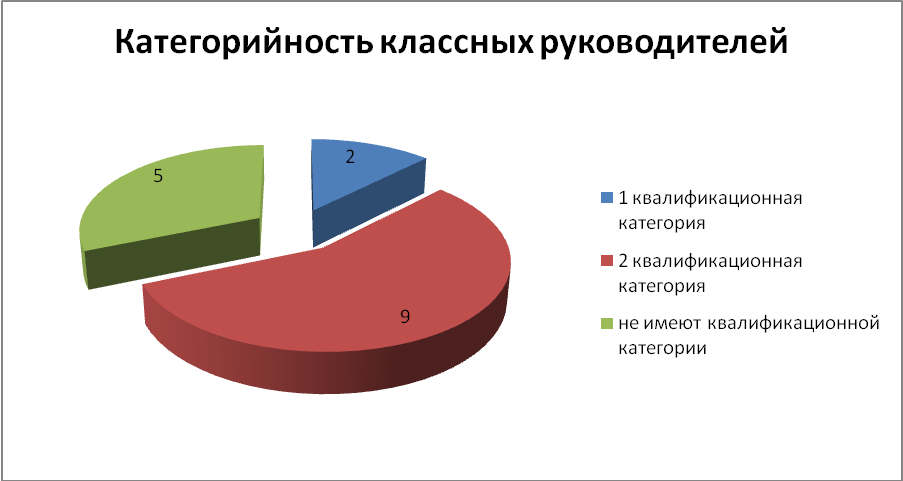 Категорийность классных руководителей
2
5
9
1 квалификационная
категория
2 квалификационная
категория
не имеют квалификационной
категории